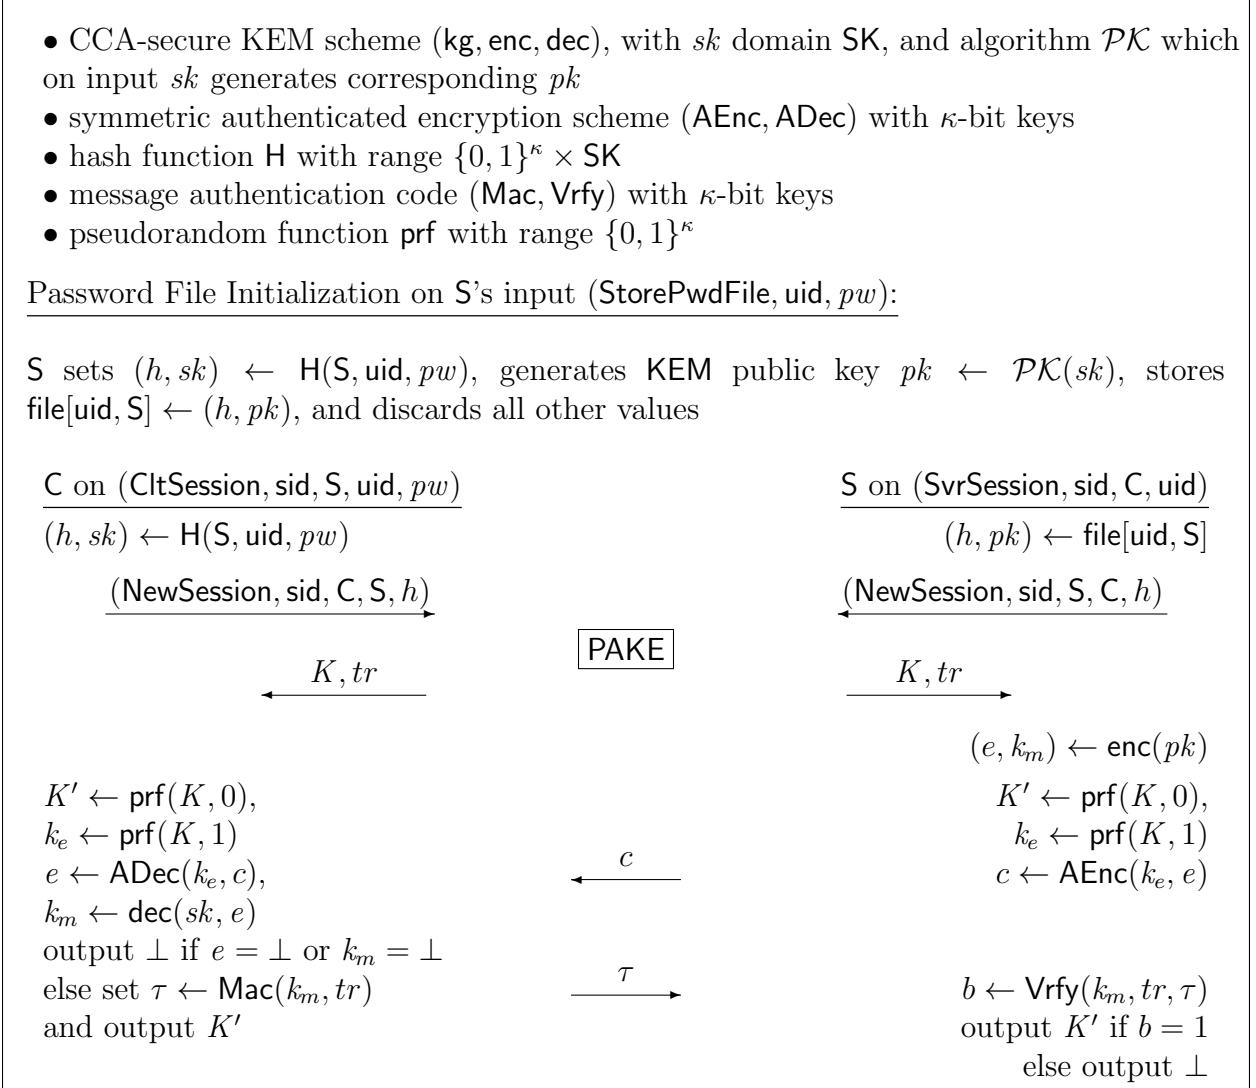 • CCA-secure KEM scheme (kg, enc, dec), with sk domain SK, and algorithm 𝒫𝒦 which
on input sk generates corresponding pk
• symmetric authenticated encryption scheme (AEnc, ADec) with κ-bit keys
• hash function H with range {0, 1}^κ × SK
• message authentication code (Mac, Vrfy) with κ-bit keys
• pseudorandom function prf with range {0, 1}^κ
Password File Initialization on S's input (StorePwdFile, uid, pw):
S sets (h, sk) ← H(S, uid, pw), generates KEM public key pk ← 𝒫𝒦(sk), stores
file[uid, S] ← (h, pk), and discards all other values
C on (CltSession, sid, S, uid, pw) S on (SvrSession, sid, C, uid)
(h, sk) ← H(S, uid, pw) (h, pk) ← file[uid, S]
(NewSession, sid, C, S, h) (NewSession, sid, S, C, h)
PAKE
K, tr K, tr
(e, k_m) ← enc(pk)
K′ ← prf(K, 0), K′ ← prf(K, 0),
k_e ← prf(K, 1) k_e ← prf(K, 1)
e ← ADec(k_e, c), c c ← AEnc(k_e, e)
k_m ← dec(sk, e)
output ⊥ if e = ⊥ or k_m = ⊥
else set τ ← Mac(k_m, tr) τ b ← Vrfy(k_m, tr, τ)
and output K′ output K′ if b = 1
else output ⊥